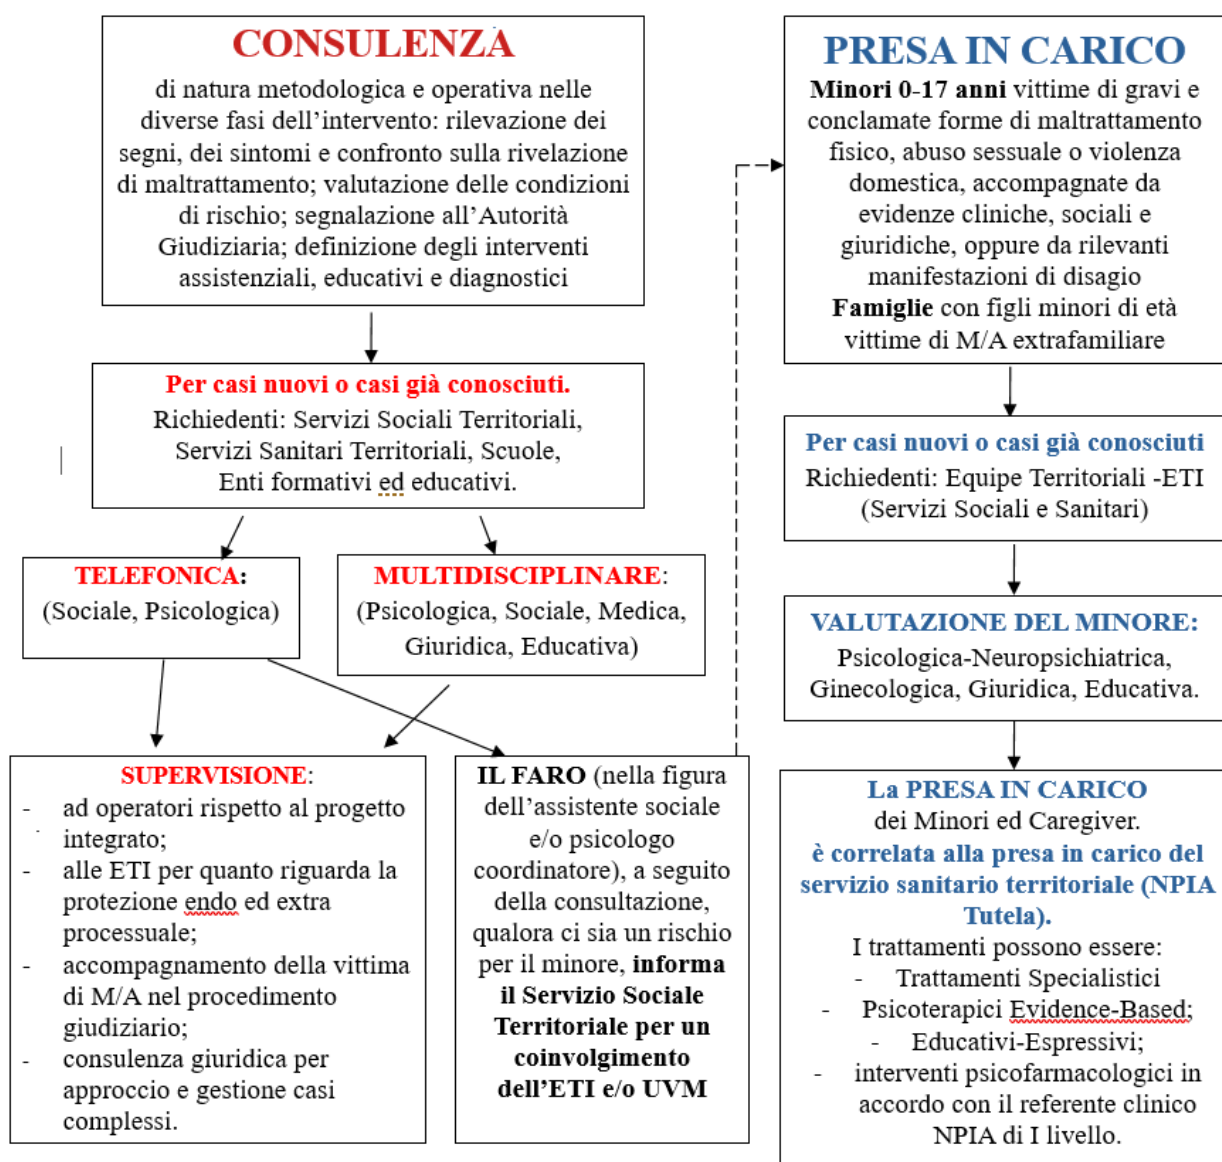 CONSULENZA
di natura metodologica e operativa nelle
diverse fasi dell’intervento: rilevazione dei
segni, dei sintomi e confronto sulla rivelazione
di maltrattamento; valutazione delle condizioni
di rischio; segnalazione all’Autorità
Giudiziaria; definizione degli interventi
assistenziali, educativi e diagnostici
Per casi nuovi o casi già conosciuti.
Richiedenti: Servizi Sociali Territoriali,
Servizi Sanitari Territoriali, Scuole,
Enti formativi ed educativi.
TELEFONICA:
(Sociale, Psicologica)
MULTIDISCIPLINARE:
(Psicologica, Sociale, Medica,
Giuridica, Educativa)
SUPERVISIONE:
- ad operatori rispetto al progetto
integrato;
- alle ETI per quanto riguarda la
protezione endo ed extra
processuale;
- accompagnamento della vittima
di M/A nel procedimento
giudiziario;
- consulenza giuridica per
approccio e gestione casi
complessi.
IL FARO (nella figura
dell’assistente sociale
e/o psicologo
coordinatore), a seguito
della consultazione,
qualora ci sia un rischio
per il minore, informa
il Servizio Sociale
Territoriale per un
coinvolgimento
dell’ETI e/o UVM
PRESA IN CARICO
Minori 0-17 anni vittime di gravi e
conclamate forme di maltrattamento
fisico, abuso sessuale o violenza
domestica, accompagnate da
evidenze cliniche, sociali e
giuridiche, oppure da rilevanti
manifestazioni di disagio
Famiglie con figli minori di età
vittime di M/A extrafamiliare
Per casi nuovi o casi già conosciuti
Richiedenti: Equipe Territoriali -ETI
(Servizi Sociali e Sanitari)
VALUTAZIONE DEL MINORE:
Psicologica-Neuropsichiatrica,
Ginecologica, Giuridica, Educativa.
La PRESA IN CARICO
dei Minori ed Caregiver.
è correlata alla presa in carico del
servizio sanitario territoriale (NPIA
Tutela).
I trattamenti possono essere:
- Trattamenti Specialistici
- Psicoterapici Evidence-Based;
- Educativi-Espressivi;
- interventi psicofarmacologici in
accordo con il referente clinico
NPIA di I livello.